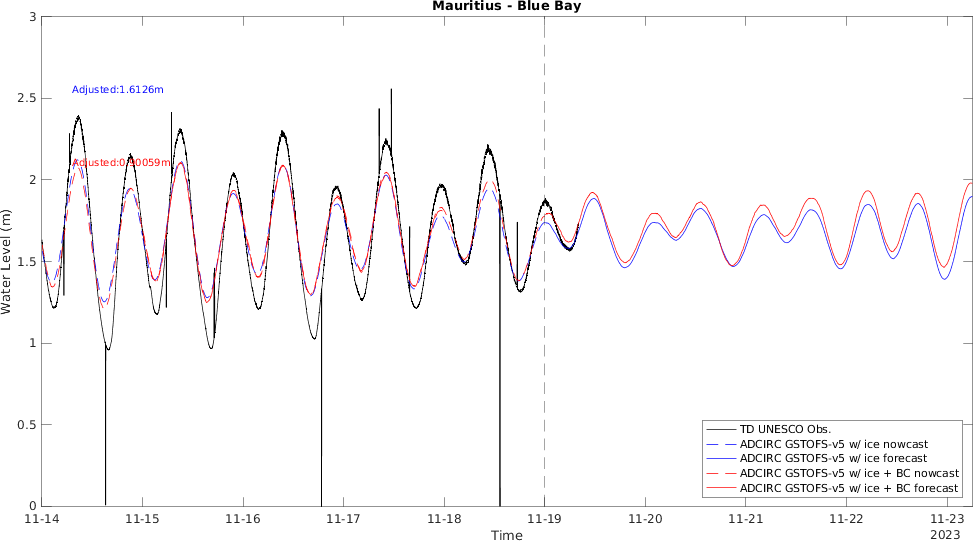 Mauritius - Blue Bay
Water Level (m)
3
2.5
2
1.5
1
0.5
0
Adjusted:1.6126m
Adjusted:0.90059m
TD UNESCO Obs.
ADCIRC GSTOFS-v5 w/ ice nowcast
ADCIRC GSTOFS-v5 w/ ice forecast
ADCIRC GSTOFS-v5 w/ ice + BC nowcast
ADCIRC GSTOFS-v5 w/ ice + BC forecast
11-14 11-15 11-16 11-17 11-18 11-19 11-20 11-21 11-22 11-23
2023
Time